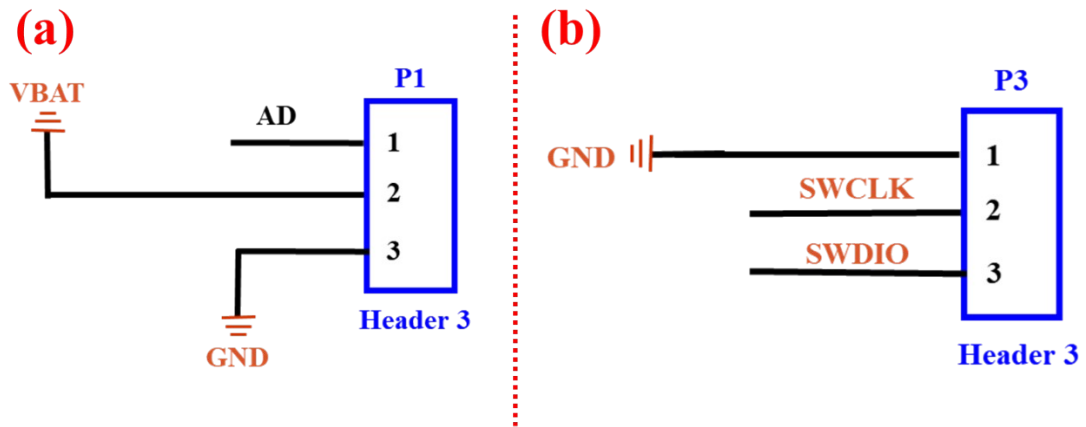 (a)
P1
VBAT
AD
1
2
3
Header 3
GND
(b)
P3
GND
1
SWCLK
2
SWDIO
3
Header 3